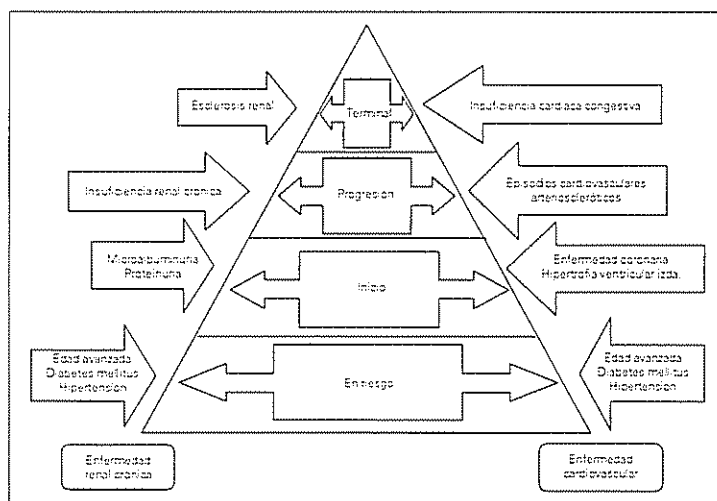 Esclerosis renal
Terminal
Insuficiencia cardiaca congestiva
Insuficiencia renal crónica
Progresión
Episodios cardiovasculares
arterioscleróticos
Microalbuminuria
Proteinuria
Inicio
Enfermedad coronaria
Hipertrofia ventricular izda.
Edad avanzada
Diabetes mellitus
Hipertensión
En riesgo
Edad avanzada
Diabetes mellitus
Hipertensión
Enfermedad
renal crónica
Enfermedad
cardiovascular